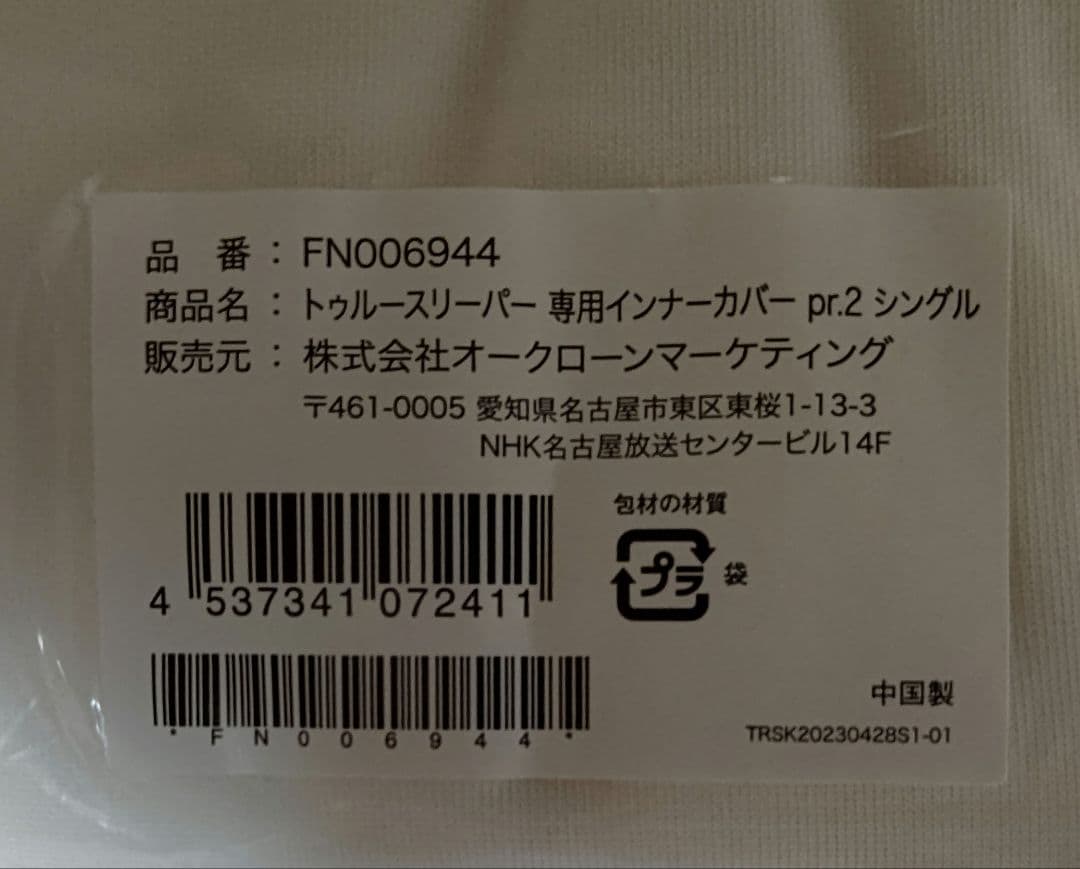 品　番：FN006944
商品名：トゥルースリーパー 専用インナーカバー pr.2 シングル
販売元：株式会社オークローンマーケティング
〒461-0005 愛知県名古屋市東区東桜1-13-3
NHK名古屋放送センタービル14F
包材の材質
プラ 袋
4 537341 072411
*FN006944*
中国製
TRSK20230428S1-01